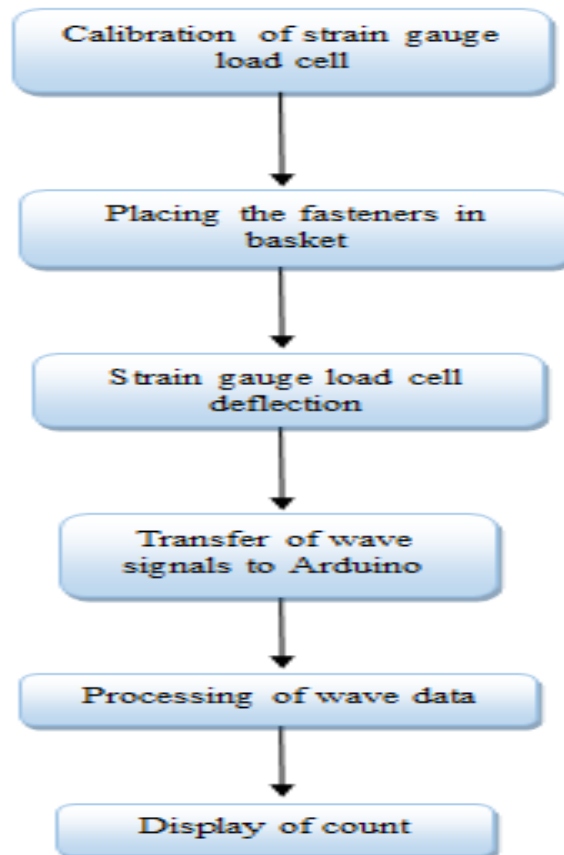 Calibration of strain gauge
load cell
Placing the fasteners in
basket
Strain gauge load cell
deflection
Transfer of wave
signals to Arduino
Processing of wave data
Display of count